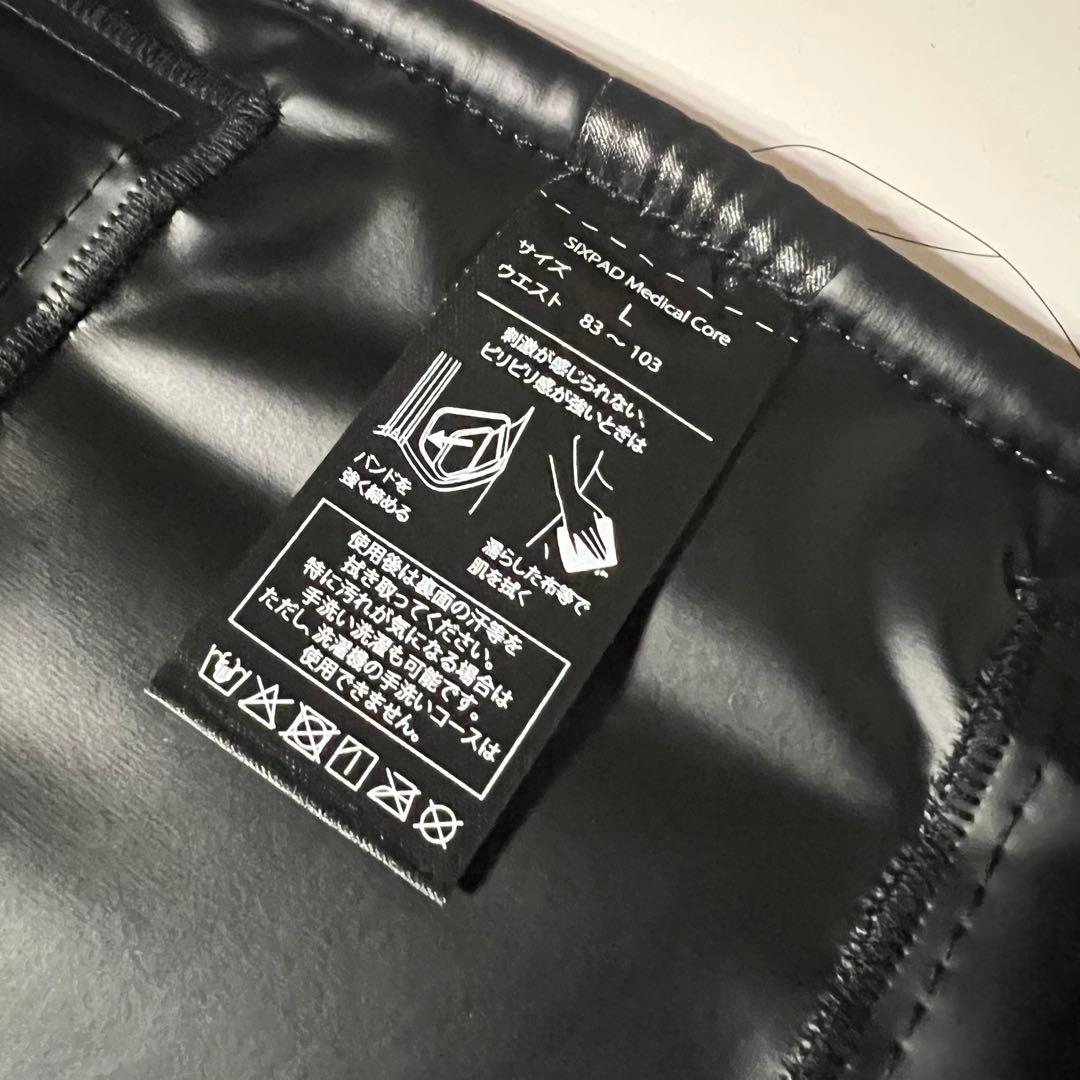 SIXPAD Medical Core
サイズ L
ウエスト 83 ～ 103
刺激が感じられない、
ピリピリ感が強いときは
バンドを
強く締める
濡らした布等で
肌を拭く
使用後は裏面の汗等を
拭き取ってください。
特に汚れが気になる場合は
手洗い洗濯も可能です。
ただし、洗濯機の手洗いコースは
使用できません。